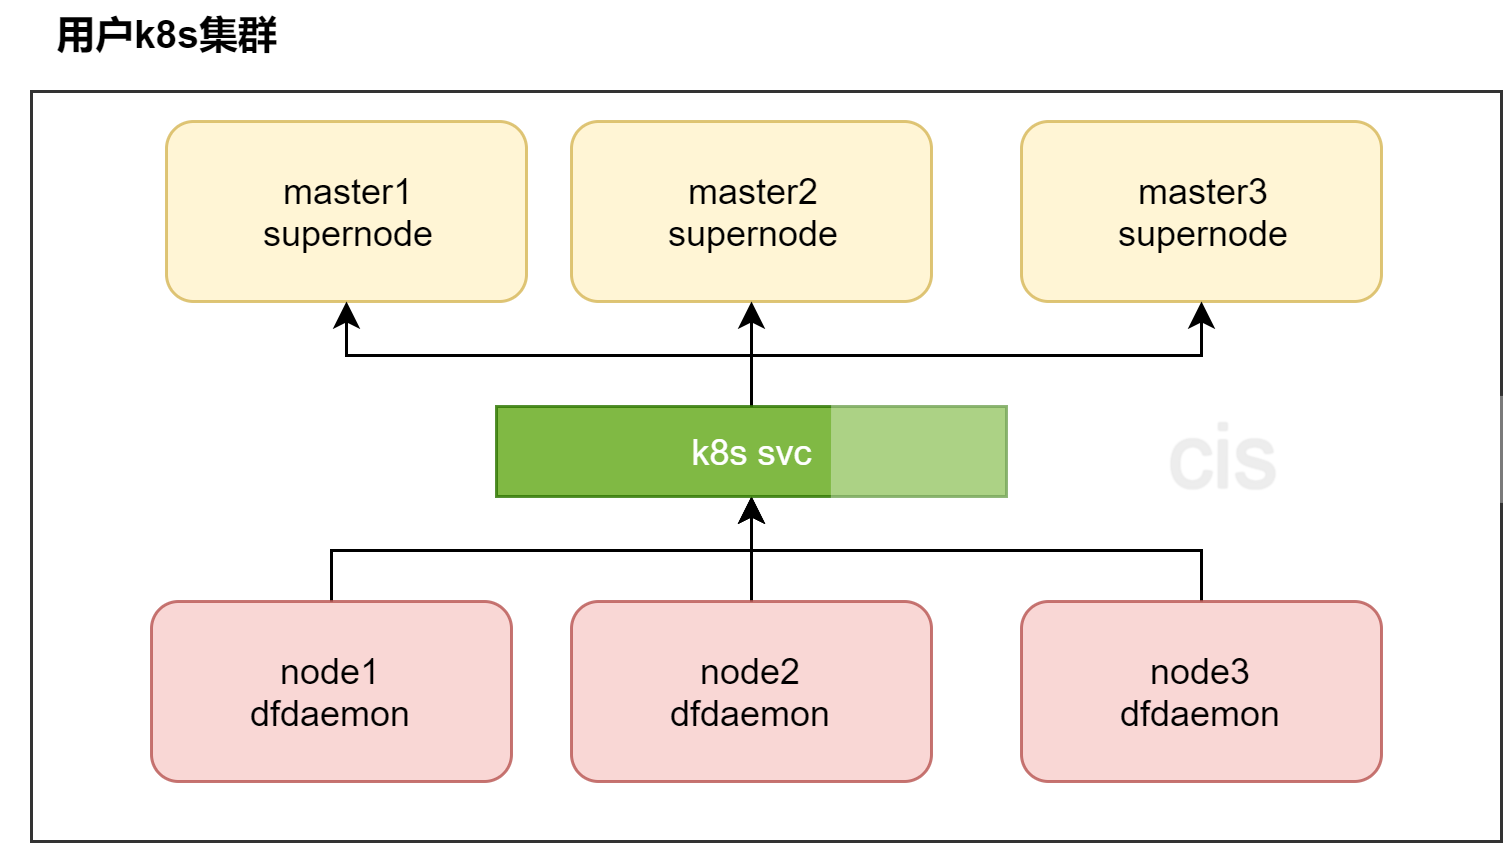 用户k8s集群
master1
supernode
master2
supernode
master3
supernode
k8s svc
cis
node1
dfdaemon
node2
dfdaemon
node3
dfdaemon